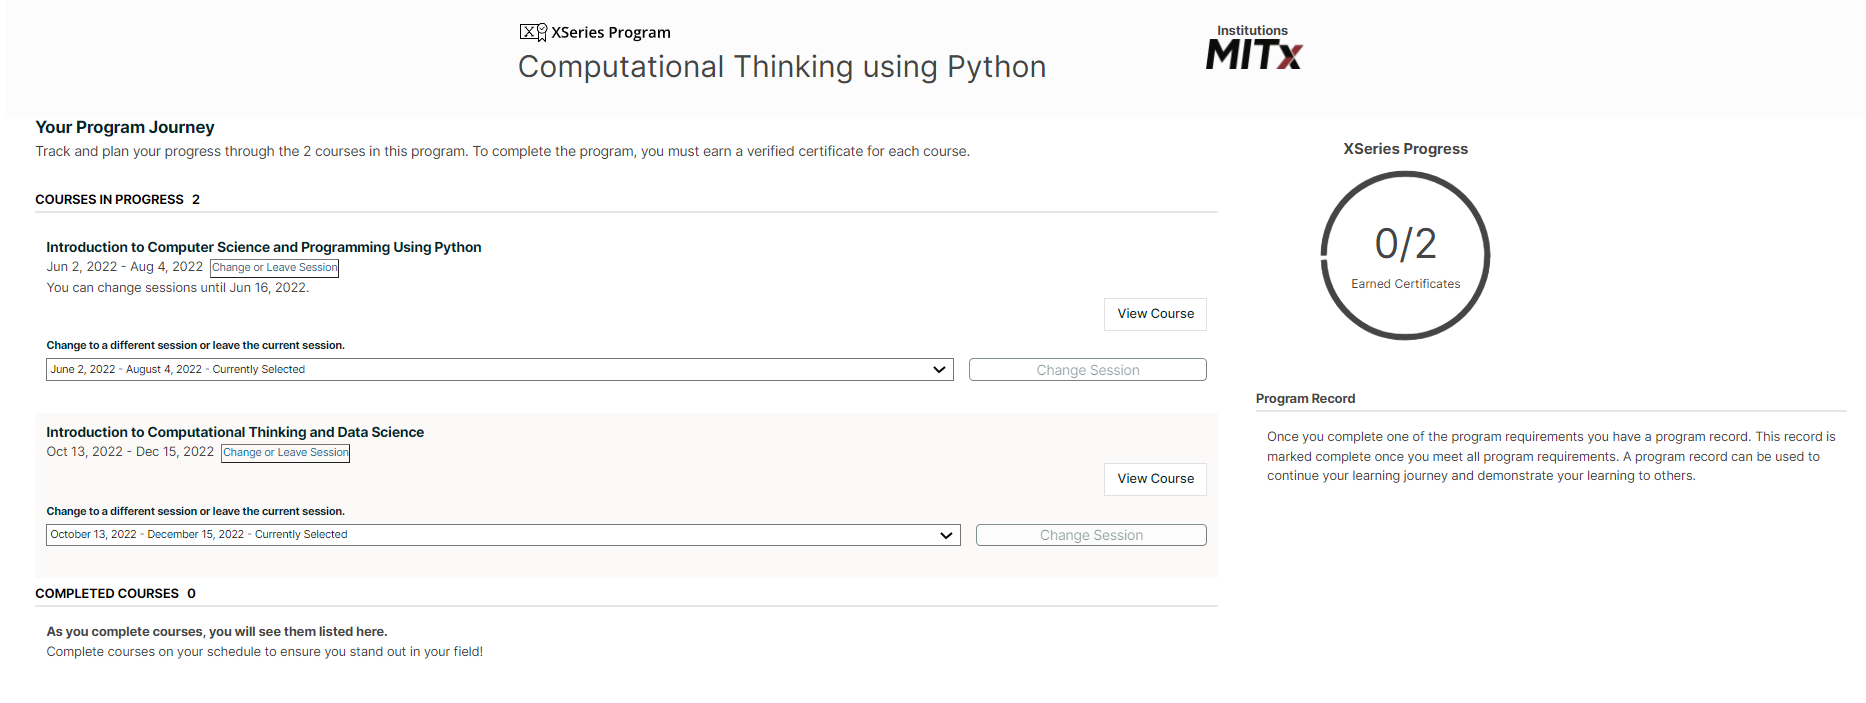 XSeries Program
Computational Thinking using Python
Institutions
MITx
Your Program Journey
Track and plan your progress through the 2 courses in this program. To complete the program, you must earn a verified certificate for each course.
COURSES IN PROGRESS 2
Introduction to Computer Science and Programming Using Python
Jun 2, 2022 - Aug 4, 2022 Change or Leave Session
You can change sessions until Jun 16, 2022.
View Course
Change to a different session or leave the current session.
June 2, 2022 - August 4, 2022 - Currently Selected
Change Session
Introduction to Computational Thinking and Data Science
Oct 13, 2022 - Dec 15, 2022 Change or Leave Session
View Course
Change to a different session or leave the current session.
October 13, 2022 - December 15, 2022 - Currently Selected
Change Session
COMPLETED COURSES 0
As you complete courses, you will see them listed here.
Complete courses on your schedule to ensure you stand out in your field!
XSeries Progress
0/2
Earned Certificates
Program Record
Once you complete one of the program requirements you have a program record. This record is
marked complete once you meet all program requirements. A program record can be used to
continue your learning journey and demonstrate your learning to others.